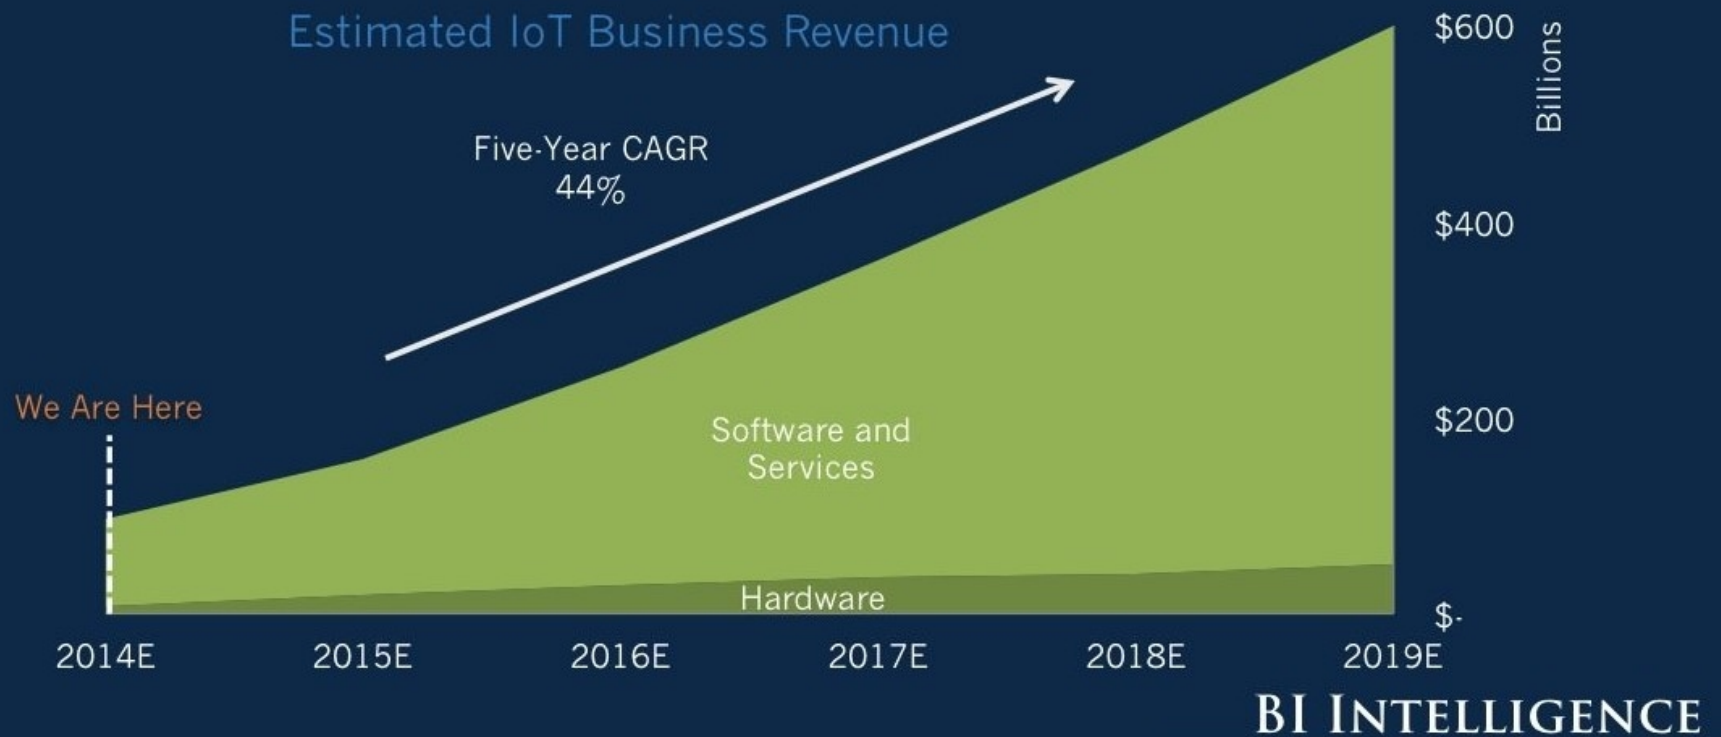 Estimated IoT Business Revenue
Five-Year CAGR
44%
We Are Here
Software and
Services
Hardware
$600
$400
$200
$-
Billions
2014E 2015E 2016E 2017E 2018E 2019E
BI INTELLIGENCE